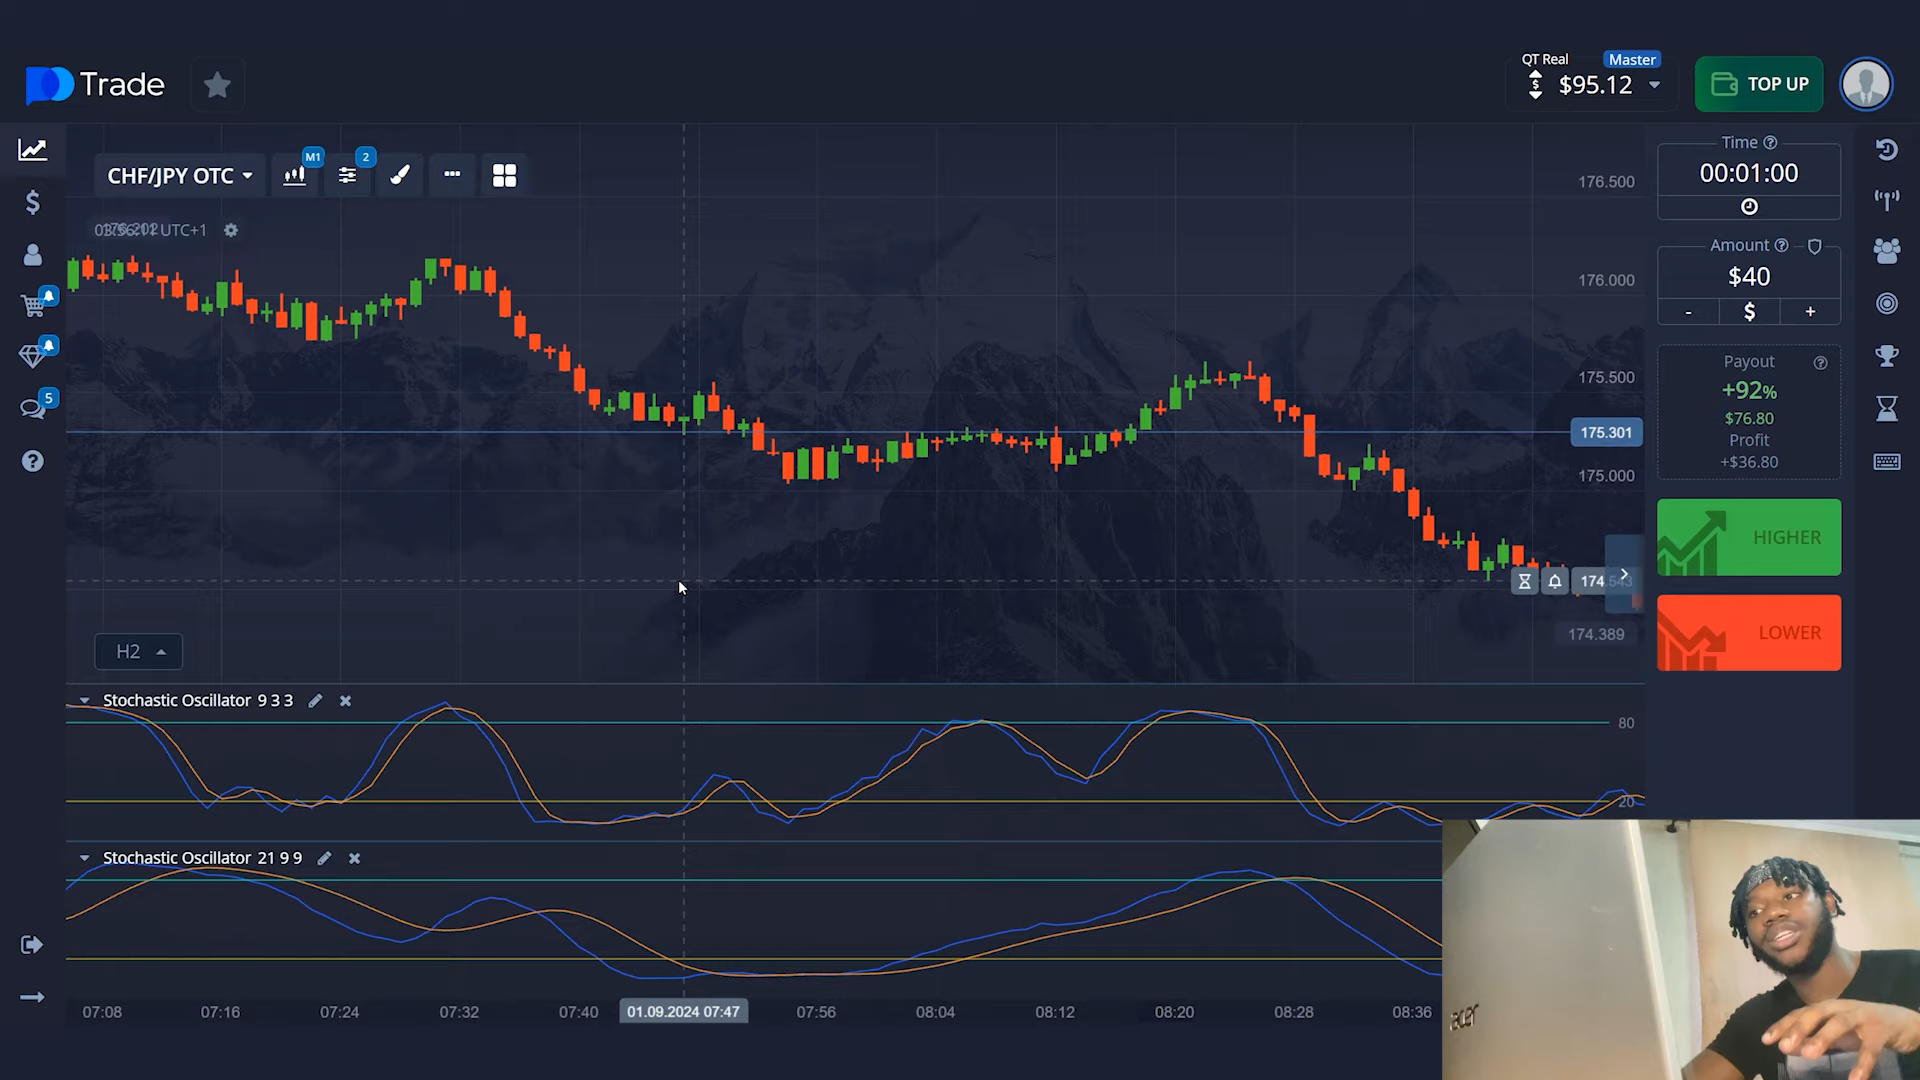 Trade
QT Real
Master
$95.12
TOP UP
CHF/JPY OTC
M1
2
UTC+1
5
176.500
176.000
175.500
175.301
175.000
174.389
Time
00:01:00
Amount
$40
-
$
+
Payout
+92%
$76.80
Profit
+$36.80
HIGHER
LOWER
H2
Stochastic Oscillator 9 3 3
80
20
Stochastic Oscillator 21 9 9
07:08
07:16
07:24
07:32
07:40
01.09.2024 07:47
07:56
08:04
08:12
08:20
08:28
08:36
acer